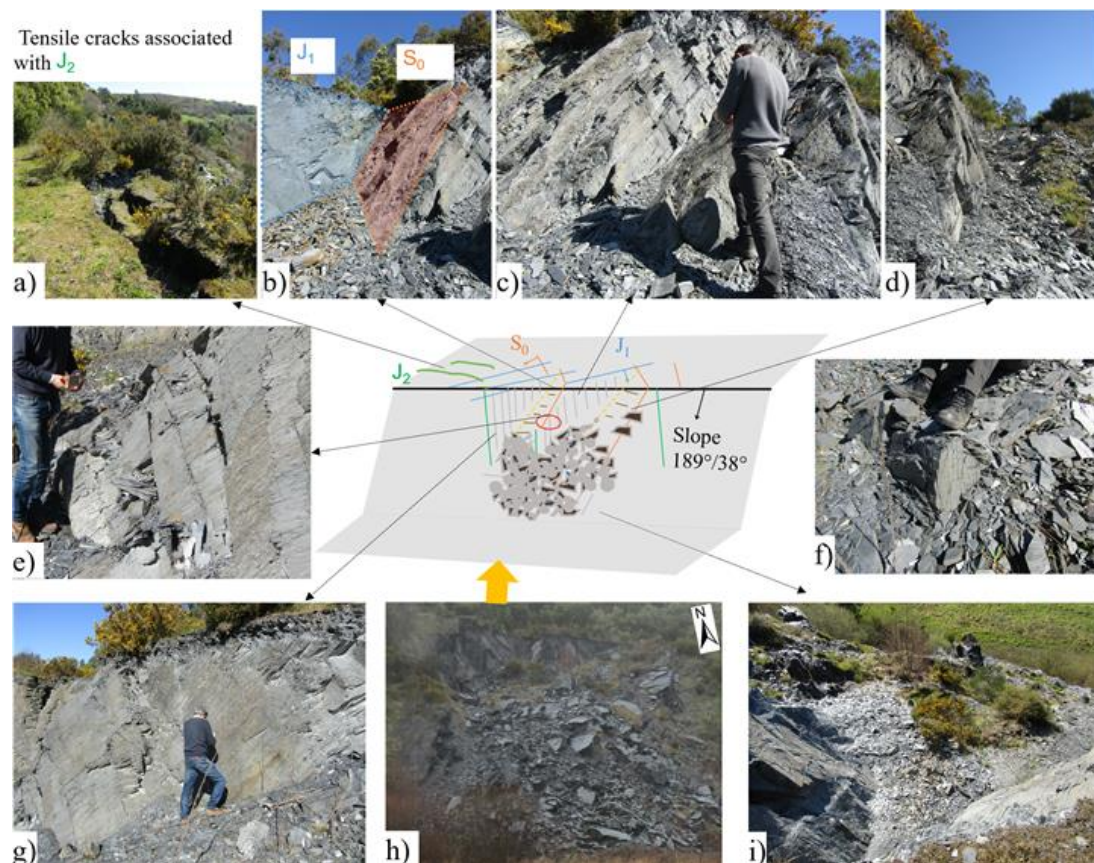 Tensile cracks associated
with J₂
J₁
S₀
a)
b)
c)
d)
S₀
J₁
J₂
Slope
189°/38°
e)
f)
N
g)
h)
i)